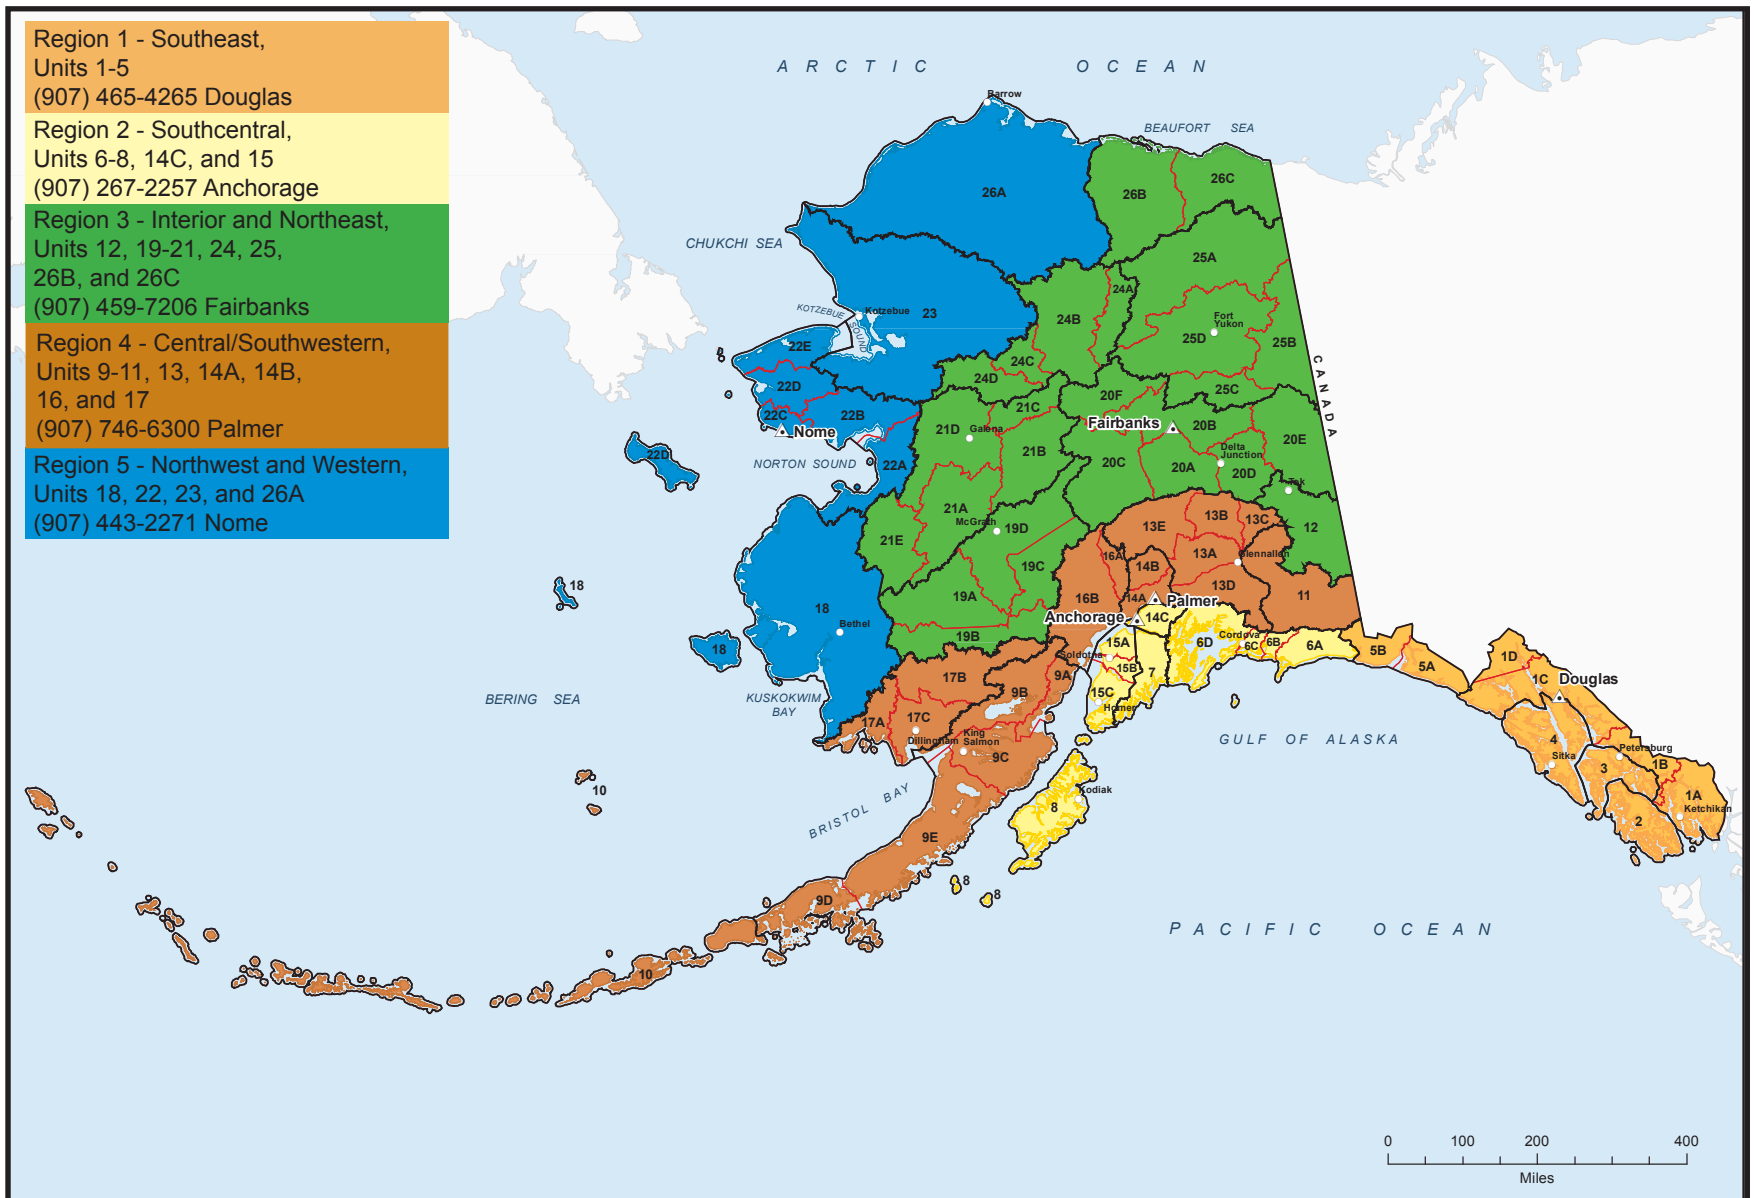 Region 1 - Southeast,
Units 1-5
(907) 465-4265 Douglas
Region 2 - Southcentral,
Units 6-8, 14C, and 15
(907) 267-2257 Anchorage
Region 3 - Interior and Northeast,
Units 12, 19-21, 24, 25,
26B, and 26C
(907) 459-7206 Fairbanks
Region 4 - Central/Southwestern,
Units 9-11, 13, 14A, 14B,
16, and 17
(907) 746-6300 Palmer
Region 5 - Northwest and Western,
Units 18, 22, 23, and 26A
(907) 443-2271 Nome
ARCTIC OCEAN
Barrow
BEAUFORT SEA
26A
26B
26C
CHUKCHI SEA
25A
24A
KOTZEBUE
SOUND
Kotzebue
23
24B
Fort
Yukon
25D
25B
22E
24C
24D
22D
25C
CANADA
20F
21C
22C
22B
Nome
21D
Galena
Fairbanks
20B
20E
22D
NORTON SOUND
22A
21B
20C
20A
Delta
Junction
20D
Tok
21A
McGrath
19D
13E
13B
13C
12
21E
16A
13A
Glennallen
14B
19C
18
19A
16B
14A
Palmer
13D
11
18
Bethel
Anchorage
14C
19B
18
Soldotna
15A
6D
Cordova
6C
6B
6A
5B
5A
1D
1C
Douglas
15B
7
17B
9B
9A
15C
Homer
BERING SEA
KUSKOKWIM
BAY
17A
17C
Dillingham
King
Salmon
9C
GULF OF ALASKA
4
Sitka
3
Petersburg
1B
1A
Ketchikan
2
10
BRISTOL BAY
8
Kodiak
9E
8
8
9D
PACIFIC OCEAN
10
0 100 200 400
Miles